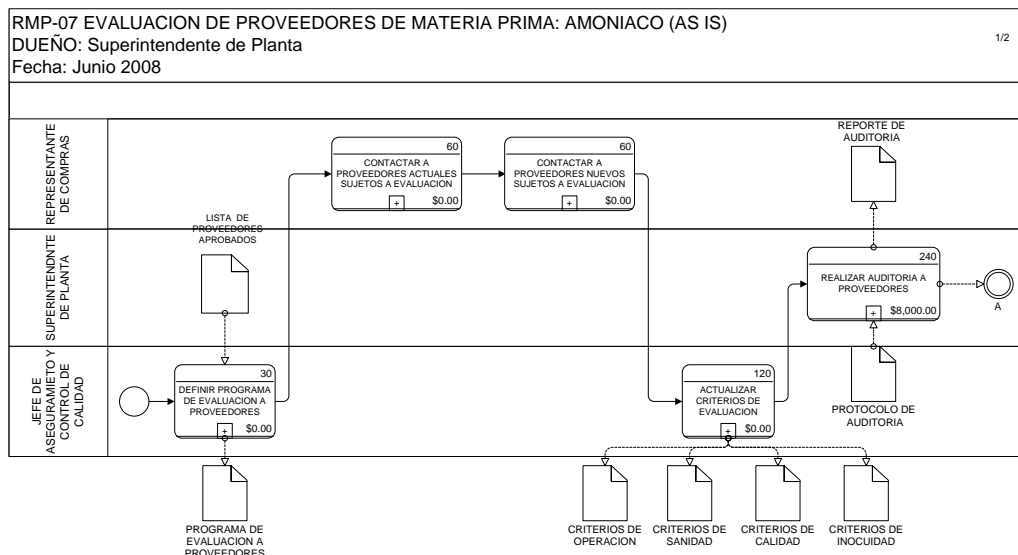 RMP-07 EVALUACION DE PROVEEDORES DE MATERIA PRIMA: AMONIACO (AS IS)
DUEÑO: Superintendente de Planta
Fecha: Junio 2008
1/2
REPRESENTANTE
DE COMPRAS
60
CONTACTAR A
PROVEEDORES ACTUALES
SUJETOS A EVALUACION
+
$0.00
60
CONTACTAR A
PROVEEDORES NUEVOS
SUJETOS A EVALUACION
+
$0.00
REPORTE DE
AUDITORIA
LISTA DE
PROVEEDORES
APROBADOS
SUPERINTENDNTE
DE PLANTA
240
REALIZAR AUDITORIA A
PROVEEDORES
+
$8,000.00
A
JEFE DE
ASEGURAMIETO Y
CONTROL DE
CALIDAD
30
DEFINIR PROGRAMA
DE EVALUACION A
PROVEEDORES
+
$0.00
120
ACTUALIZAR
CRITERIOS DE
EVALUACION
+
$0.00
PROTOCOLO DE
AUDITORIA
PROGRAMA DE
EVALUACION A
PROVEEDORES
CRITERIOS DE
OPERACION
CRITERIOS DE
SANIDAD
CRITERIOS DE
CALIDAD
CRITERIOS DE
INOCUIDAD